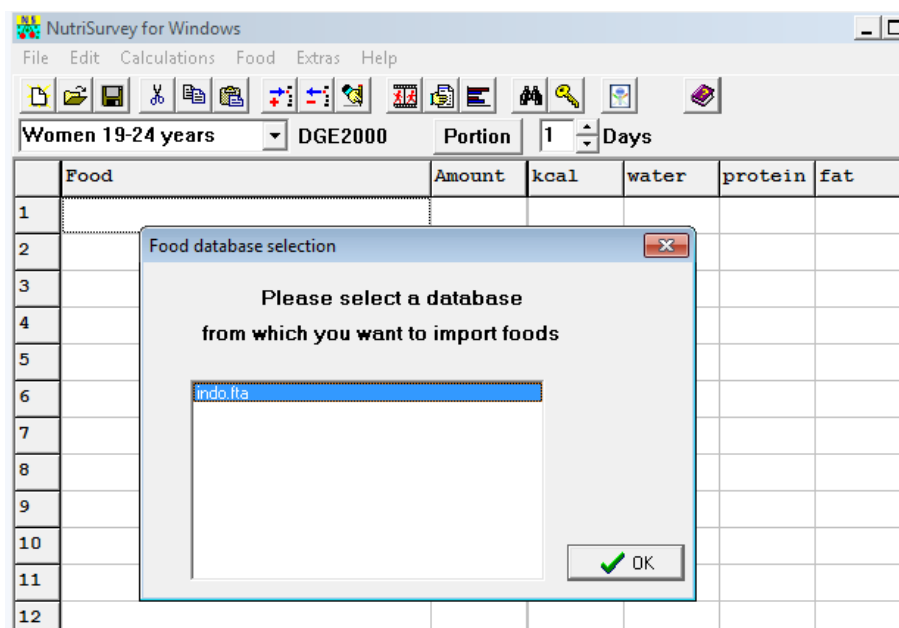 NutriSurvey for Windows
File Edit Calculations Food Extras Help
Women 19-24 years DGE2000 Portion 1 Days
Food Amount kcal water protein fat
1
2
Food database selection
3
Please select a database
4
from which you want to import foods
5
6
indo.fta
7
8
9
10
OK
11
12